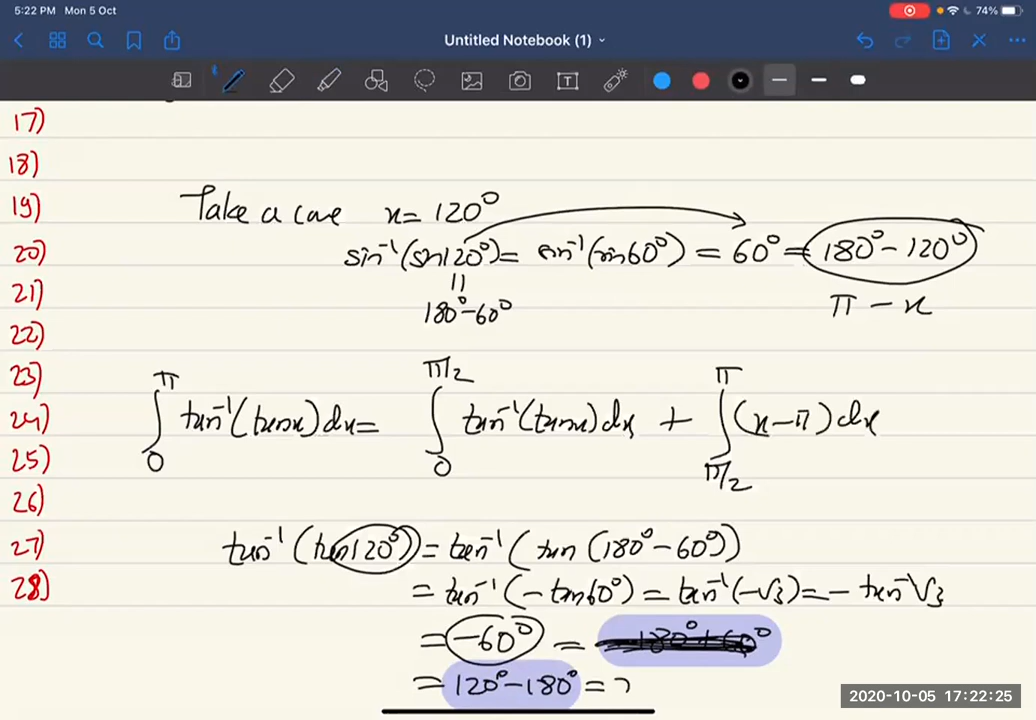 5:22 PM Mon 5 Oct
74%
Untitled Notebook (1)
17)
18)
19) Take a case x = 120°
20) sin⁻¹(sin120°) = sin⁻¹(sin60°) = 60° = 180° − 120°
21) 180° − 60° π − x
22)
23)
24) ∫₀^π tan⁻¹(tanx)dx = ∫₀^π/2 tan⁻¹(tanx)dx + ∫π/2^π (x−π)dx
25)
26)
27) tan⁻¹(tan120°) = tan⁻¹(tan(180°−60°))
28) = tan⁻¹(−tan60°) = tan⁻¹(−√3) = − tan⁻¹√3
= −60° = 180°+60°
= 120°−180° =
2020-10-05 17:22:25